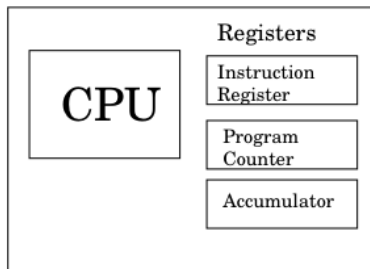 CPU
Registers
Instruction
Register
Program
Counter
Accumulator